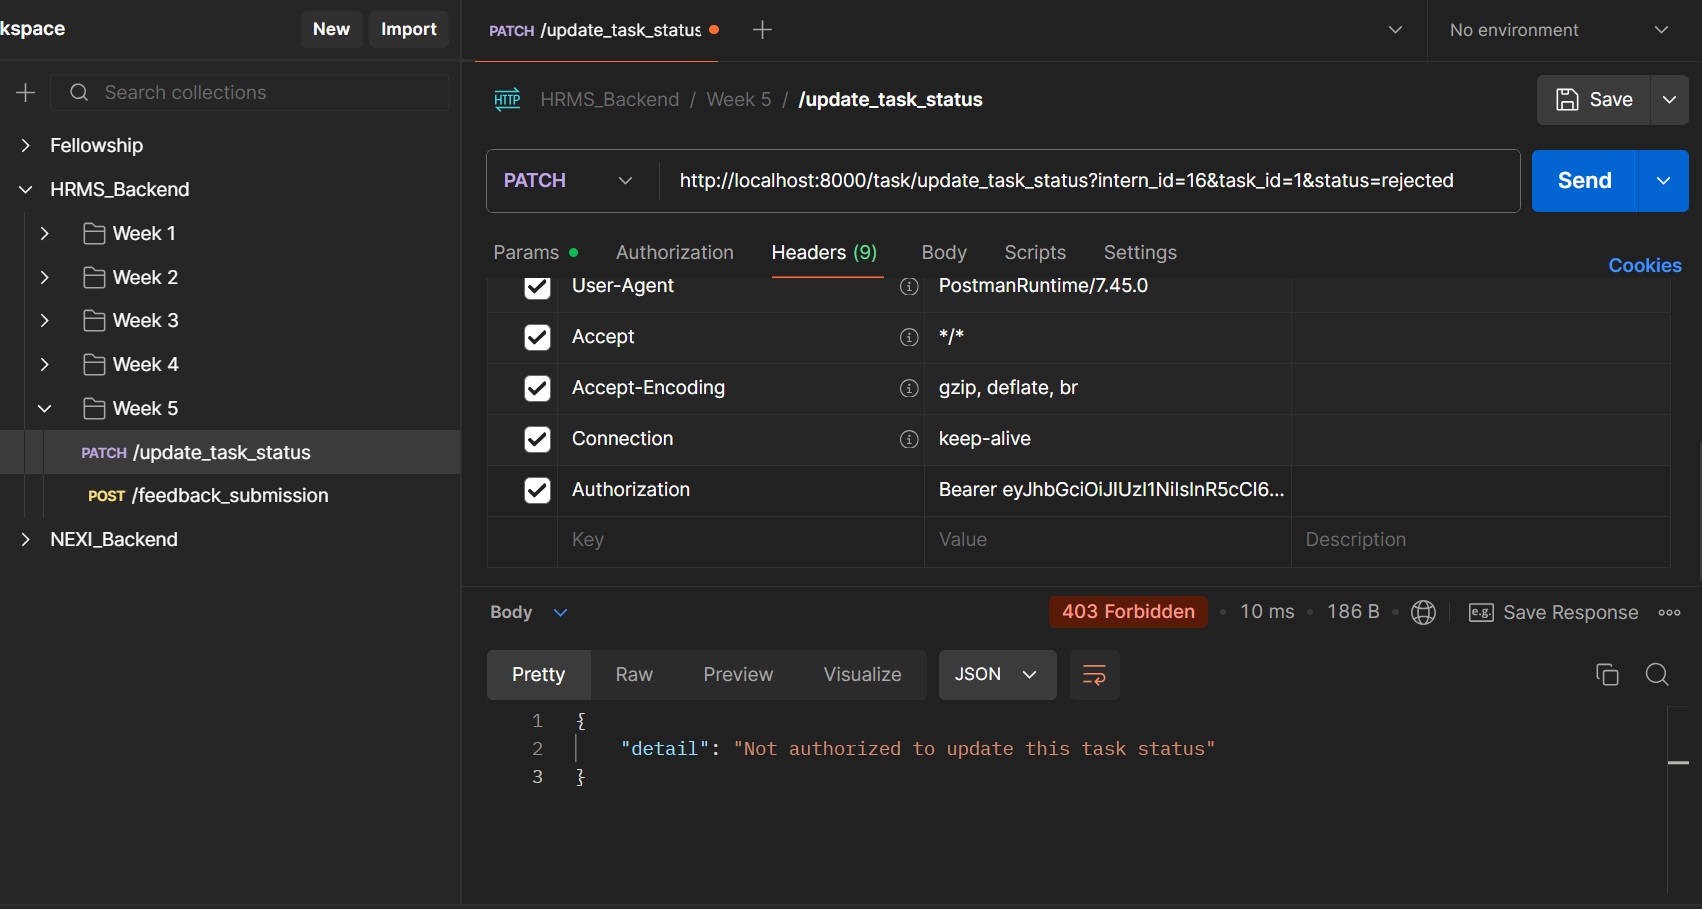 kspace
New
Import
Search collections
Fellowship
HRMS_Backend
Week 1
Week 2
Week 3
Week 4
Week 5
PATCH /update_task_status
POST /feedback_submission
NEXI_Backend
PATCH /update_task_status
No environment
HTTP HRMS_Backend / Week 5 / /update_task_status
Save
PATCH http://localhost:8000/task/update_task_status?intern_id=16&task_id=1&status=rejected
Send
Params Authorization Headers (9) Body Scripts Settings
Cookies
User-Agent PostmanRuntime/7.45.0
Accept */*
Accept-Encoding gzip, deflate, br
Connection keep-alive
Authorization Bearer eyJhbGciOiJIUzI1NiIsInR5cCI6...
Key Value Description
Body
403 Forbidden • 10 ms • 186 B
e.g. Save Response
Pretty Raw Preview Visualize JSON
1 {
2 "detail": "Not authorized to update this task status"
3 }